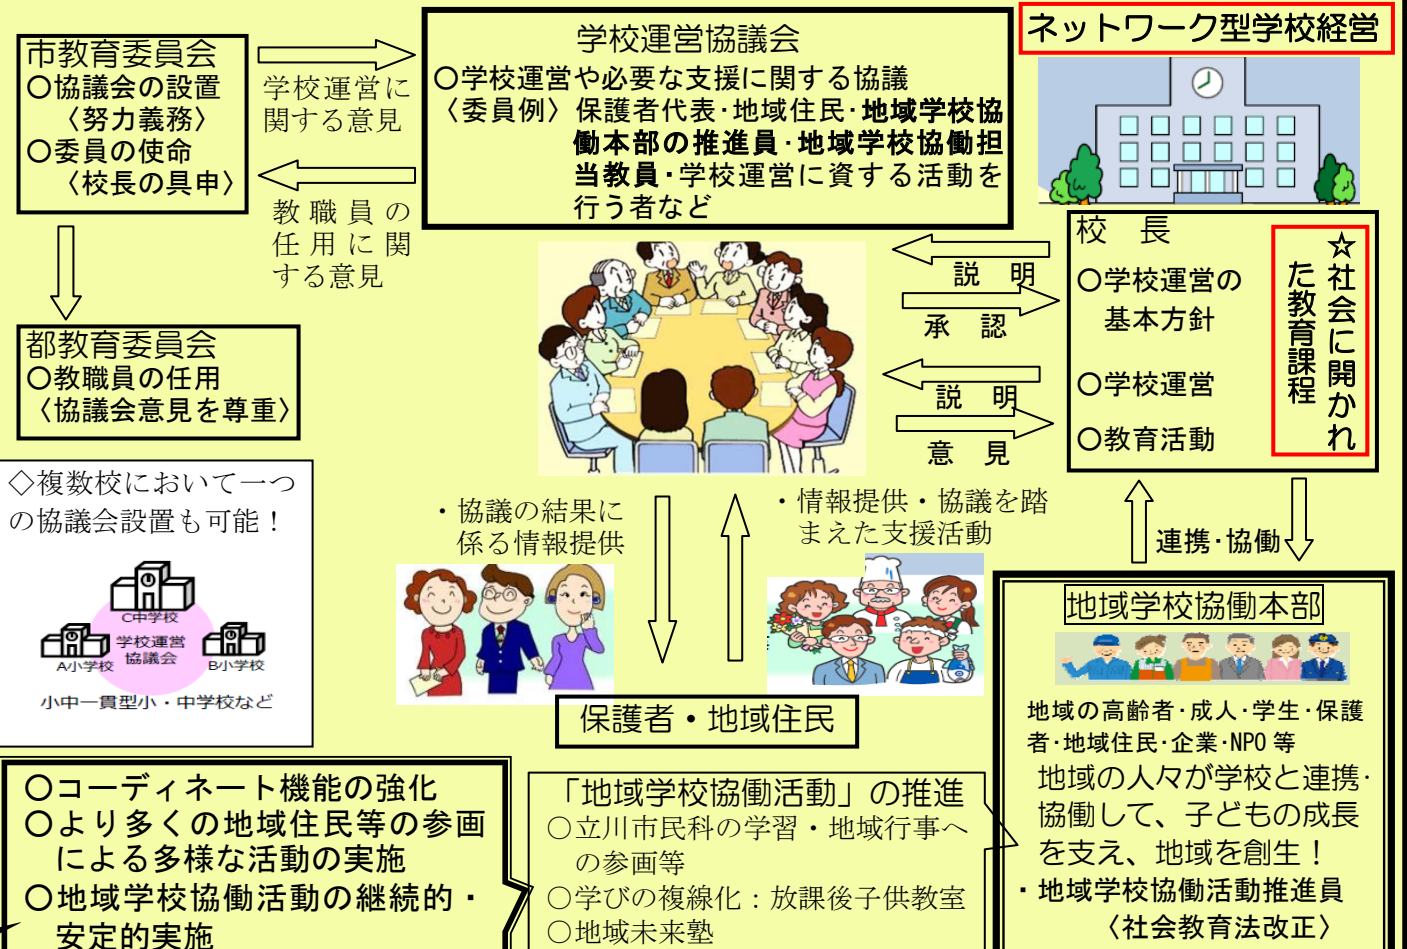 ネットワーク型学校経営
市教育委員会
〇協議会の設置
〈努力義務〉
〇委員の使命
〈校長の具申〉
学校運営に
関する意見
教職員の
任用に関
する意見
学校運営協議会
〇学校運営や必要な支援に関する協議
〈委員例〉保護者代表・地域住民・地域学校協
働本部の推進員・地域学校協働担
当教員・学校運営に資する活動を
行う者など
都教育委員会
〇教職員の任用
〈協議会意見を尊重〉
説 明
承 認
説 明
意 見
校 長
〇学校運営の
基本方針
〇学校運営
〇教育活動
☆社会に開かれ
た教育課程
◇複数校において一つ
の協議会設置も可能！
C中学校
学校運営
協議会
A小学校
B小学校
小中一貫型小・中学校など
・協議の結果に
係る情報提供
・情報提供・協議を踏
まえた支援活動
連携・協働
保護者・地域住民
地域学校協働本部
地域の高齢者・成人・学生・保護
者・地域住民・企業・NPO等
地域の人々が学校と連携・
協働して、子どもの成長
を支え、地域を創生！
・地域学校協働活動推進員
〈社会教育法改正〉
〇コーディネート機能の強化
〇より多くの地域住民等の参画
による多様な活動の実施
〇地域学校協働活動の継続的・
安定的実施
「地域学校協働活動」の推進
〇立川市民科の学習・地域行事へ
の参画等
〇学びの複線化：放課後子供教室
〇地域未来塾